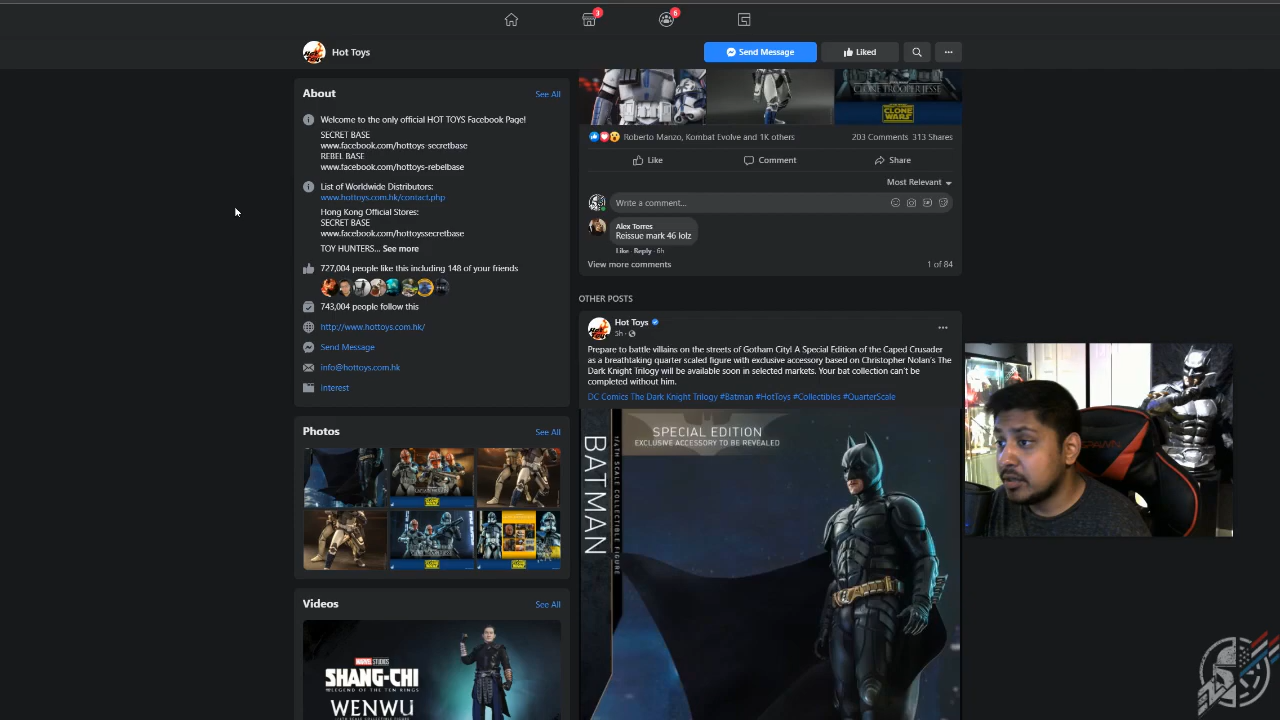 3
6
Hot Toys
Send Message
Liked
About
See All
Welcome to the only official HOT TOYS Facebook Page!
SECRET BASE
www.facebook.com/hottoys-secretbase
REBEL BASE
www.facebook.com/hottoys-rebelbase
List of Worldwide Distributors:
www.hottoys.com.hk/contact.php
Hong Kong Official Stores:
SECRET BASE
www.facebook.com/hottoyssecretbase
TOY HUNTERS... See more
727,004 people like this including 148 of your friends
743,004 people follow this
http://www.hottoys.com.hk/
Send Message
info@hottoys.com.hk
Interest
Photos
See All
Videos
See All
MARVEL STUDIOS
SHANG-CHI
LEGEND OF THE TEN RINGS
WENWU
CLONE TROOPER JESSE
CLONE WARS
Roberto Manzo, Kombat Evolve and 1K others
203 Comments 313 Shares
Like
Comment
Share
Most Relevant
Write a comment...
Alex Torres
Reissue mark 46 lolz
Like · Reply · 6h
View more comments
1 of 84
OTHER POSTS
Hot Toys
5h
Prepare to battle villains on the streets of Gotham City! A Special Edition of the Caped Crusader
as a breathtaking quarter scaled figure with exclusive accessory based on Christopher Nolan's The
Dark Knight Trilogy will be available soon in selected markets. Your bat collection can't be
completed without him.
DC Comics The Dark Knight Trilogy #Batman #HotToys #Collectibles #QuarterScale
SPECIAL EDITION
EXCLUSIVE ACCESSORY TO BE REVEALED
BATMAN
1/4TH SCALE COLLECTIBLE FIGURE